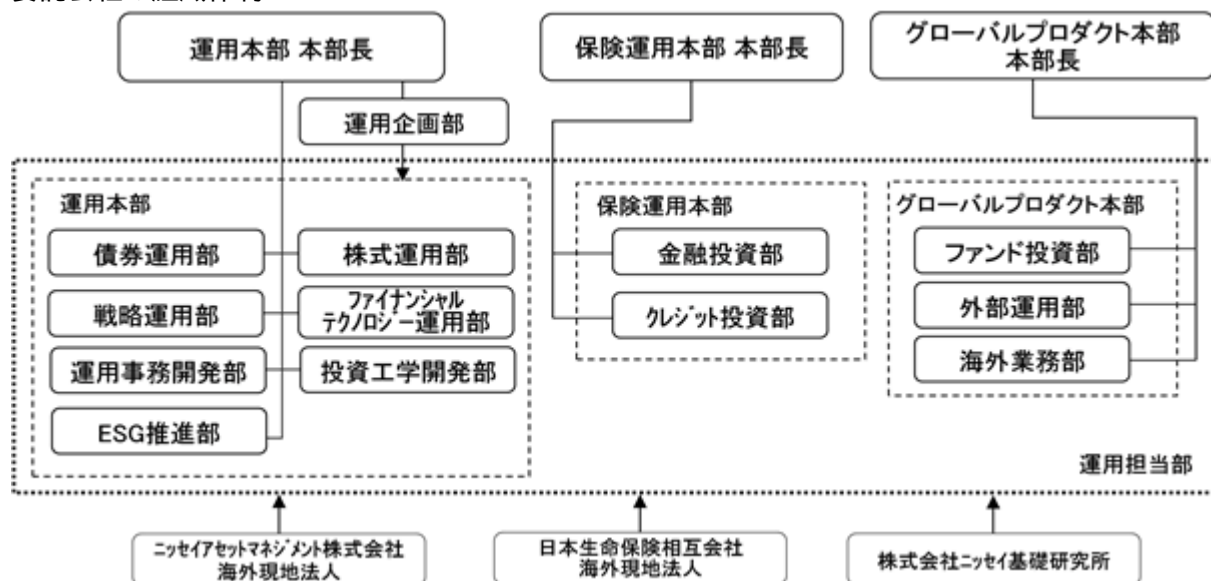 運用本部 本部長
保険運用本部 本部長
グローバルプロダクト本部
本部長
運用企画部
運用本部
債券運用部
株式運用部
戦略運用部
ファイナンシャル
テクノロジー運用部
運用事務開発部
投資工学開発部
ESG推進部
保険運用本部
金融投資部
クレジット投資部
グローバルプロダクト本部
ファンド投資部
外部運用部
海外業務部
運用担当部
ニッセイアセットマネジメント株式会社
海外現地法人
日本生命保険相互会社
海外現地法人
株式会社ニッセイ基礎研究所